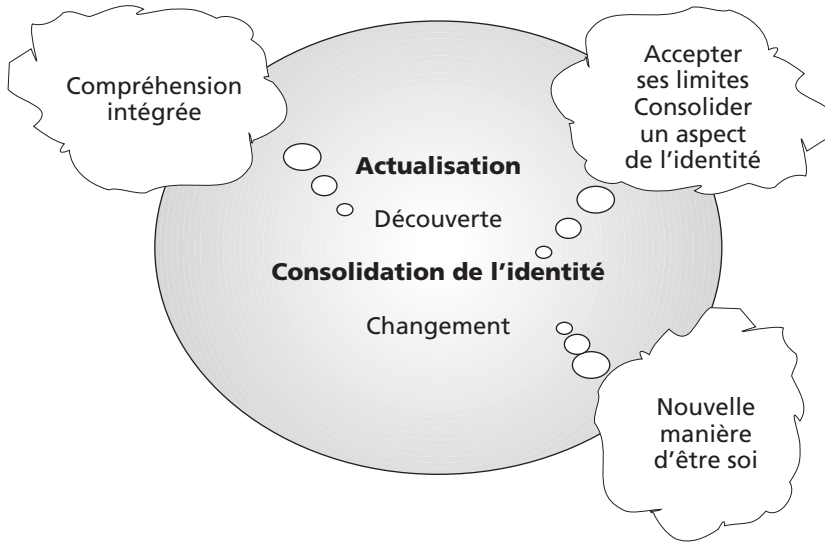 Compréhension
intégrée
Accepter
ses limites
Consolider
un aspect
de l'identité
Actualisation
Découverte
Consolidation de l'identité
Changement
Nouvelle
manière
d'être soi